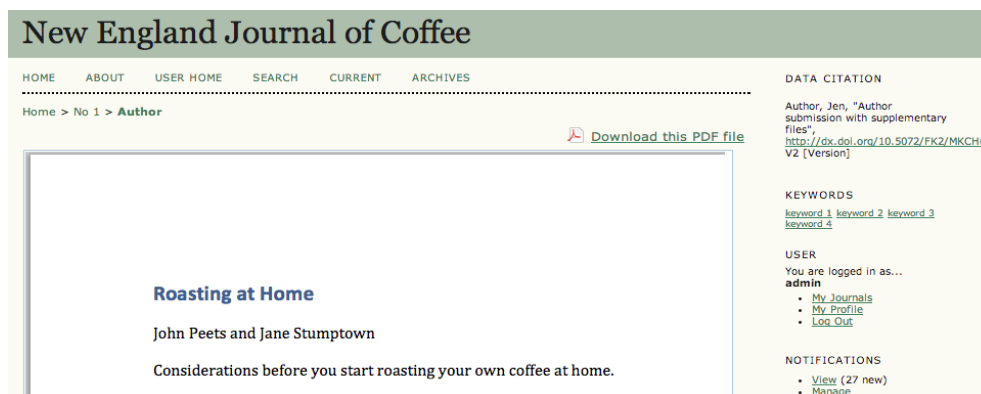 New England Journal of Coffee
HOME ABOUT USER HOME SEARCH CURRENT ARCHIVES
Home > No 1 > Author
Download this PDF file
Roasting at Home
John Peets and Jane Stumptown
Considerations before you start roasting your own coffee at home.
DATA CITATION
Author, Jen, "Author
submission with supplementary
files",
http://dx.doi.org/10.5072/FK2/MKCH
V2 [Version]
KEYWORDS
keyword 1 keyword 2 keyword 3
keyword 4
USER
You are logged in as...
admin
• My Journals
• My Profile
• Log Out
NOTIFICATIONS
• View (27 new)
• Manage